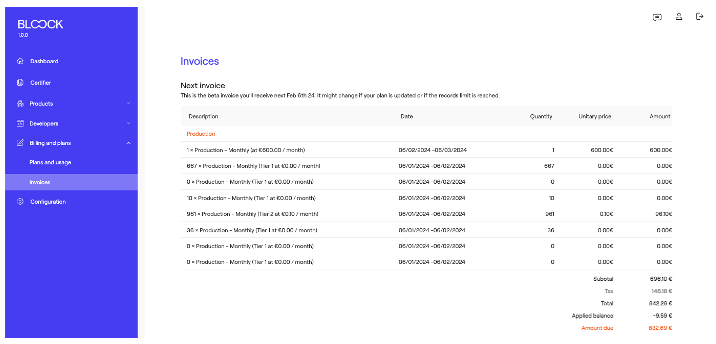 BLOOCK
1.0.0
Dashboard
Certifier
Products
Developers
Billing and plans
Plans and usage
Invoices
Configuration
Invoices
Next invoice
This is the beta invoice you'll receive next Feb 6th 24. It might change if your plan is updated or if the records limit is reached.
Description Date Quantity Unitary price Amount
Production
1 × Production - Monthly (at €600.00 / month) 06/02/2024 -06/03/2024 1 600.00€ 600.00€
667 × Production - Monthly (Tier 1 at €0.00 / month) 06/01/2024 -06/02/2024 667 0.00€ 0.00€
0 × Production - Monthly (Tier 1 at €0.00 / month) 06/01/2024 -06/02/2024 0 0.00€ 0.00€
10 × Production - Monthly (Tier 1 at €0.00 / month) 06/01/2024 -06/02/2024 10 0.00€ 0.00€
961 × Production - Monthly (Tier 2 at €0.10 / month) 06/01/2024 -06/02/2024 961 0.10€ 96.10€
36 × Production - Monthly (Tier 1 at €0.00 / month) 06/01/2024 -06/02/2024 36 0.00€ 0.00€
0 × Production - Monthly (Tier 1 at €0.00 / month) 06/01/2024 -06/02/2024 0 0.00€ 0.00€
0 × Production - Monthly (Tier 1 at €0.00 / month) 06/01/2024 -06/02/2024 0 0.00€ 0.00€
Subotal 696.10 €
Tax 146.18 €
Total 842.28 €
Applied balance -9.59 €
Amount due 832.69 €